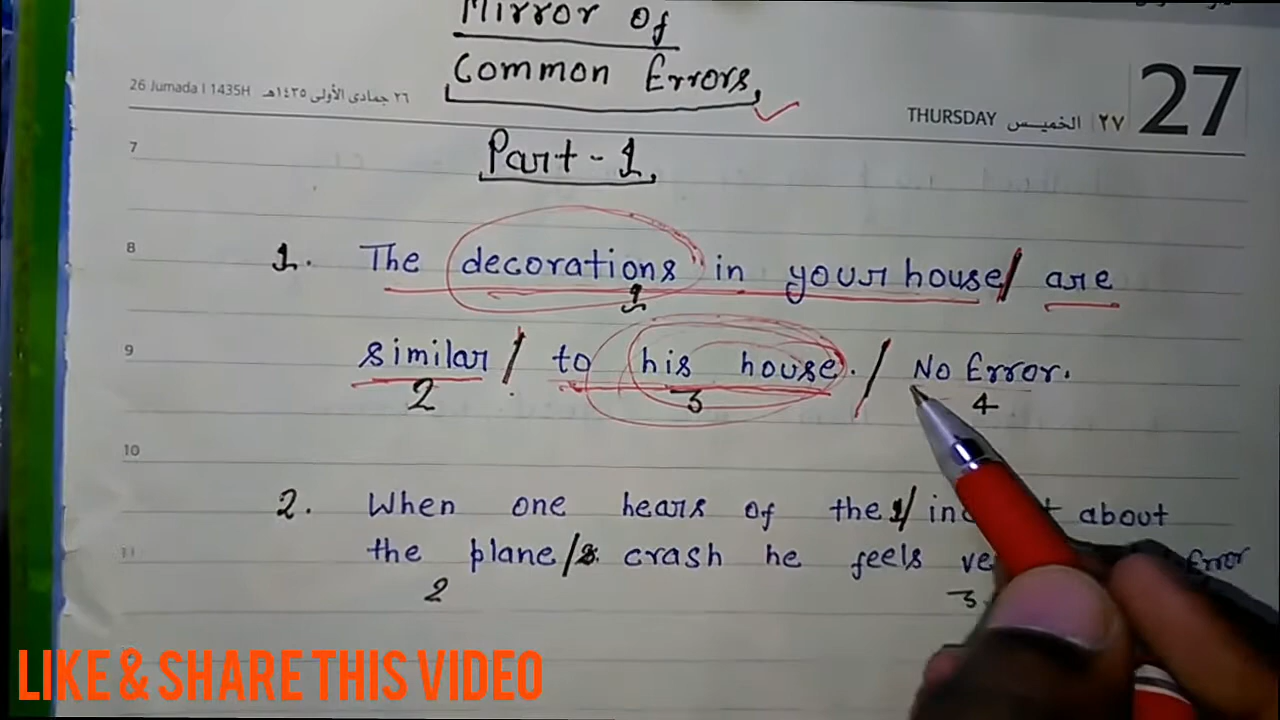 Mirror of
Common Errors,
26 Jumada I 1435H ٢٦ جمادى الأولى ١٤٣٥هـ
THURSDAY الخميس ٢٧ 27
7
Part - 1
8
1. The decorations in your house/ are
1
9
similar / to his house. / No Error.
2 3 4
10
2. When one hears of the 1/ about
11
the plane/ crash he feels Error
2 3
LIKE & SHARE THIS VIDEO